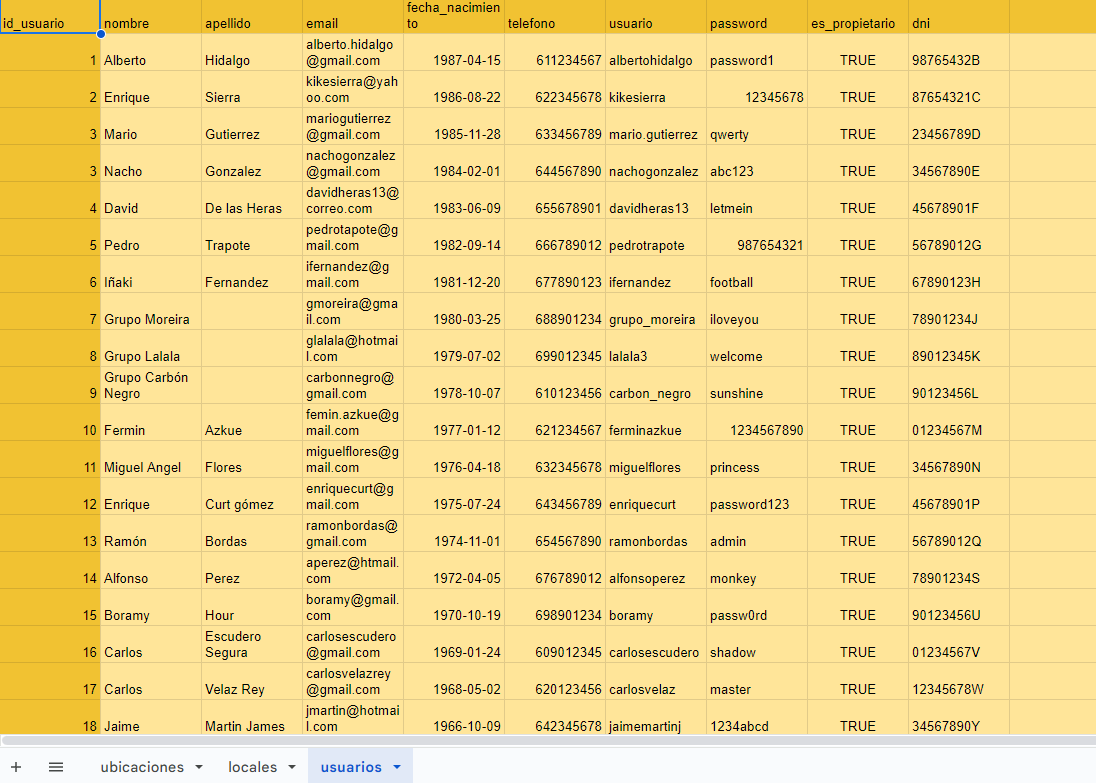 id_usuario nombre apellido email fecha_nacimien
to telefono usuario password es_propietario dni
1 Alberto Hidalgo alberto.hidalgo
@gmail.com 1987-04-15 611234567 albertohidalgo password1 TRUE 98765432B
2 Enrique Sierra kikesierra@yah
oo.com 1986-08-22 622345678 kikesierra 12345678 TRUE 87654321C
3 Mario Gutierrez mariogutierrez
@gmail.com 1985-11-28 633456789 mario.gutierrez qwerty TRUE 23456789D
3 Nacho Gonzalez nachogonzalez
@gmail.com 1984-02-01 644567890 nachogonzalez abc123 TRUE 34567890E
4 David De las Heras davidheras13@
correo.com 1983-06-09 655678901 davidheras13 letmein TRUE 45678901F
5 Pedro Trapote pedrotapote@g
mail.com 1982-09-14 666789012 pedrotrapote 987654321 TRUE 56789012G
6 Iñaki Fernandez ifernandez@g
mail.com 1981-12-20 677890123 ifernandez football TRUE 67890123H
7 Grupo Moreira gmoreira@gma
il.com 1980-03-25 688901234 grupo_moreira iloveyou TRUE 78901234J
8 Grupo Lalala glalala@hotmai
l.com 1979-07-02 699012345 lalala3 welcome TRUE 89012345K
9 Grupo Carbón
Negro carbonnegro@
gmail.com 1978-10-07 610123456 carbon_negro sunshine TRUE 90123456L
10 Fermin Azkue femin.azkue@g
mail.com 1977-01-12 621234567 ferminazkue 1234567890 TRUE 01234567M
11 Miguel Angel Flores miguelflores@g
mail.com 1976-04-18 632345678 miguelflores princess TRUE 34567890N
12 Enrique Curt gómez enriquecurt@g
mail.com 1975-07-24 643456789 enriquecurt password123 TRUE 45678901P
13 Ramón Bordas ramonbordas@
gmail.com 1974-11-01 654567890 ramonbordas admin TRUE 56789012Q
14 Alfonso Perez aperez@htmail.
com 1972-04-05 676789012 alfonsoperez monkey TRUE 78901234S
15 Boramy Hour boramy@gmail.
com 1970-10-19 698901234 boramy passw0rd TRUE 90123456U
16 Carlos Escudero
Segura carlosescudero
@gmail.com 1969-01-24 609012345 carlosescudero shadow TRUE 01234567V
17 Carlos Velaz Rey carlosvelazrey
@gmail.com 1968-05-02 620123456 carlosvelaz master TRUE 12345678W
18 Jaime Martin James jmartin@hotmai
l.com 1966-10-09 642345678 jaimemartinj 1234abcd TRUE 34567890Y
ubicaciones locales usuarios